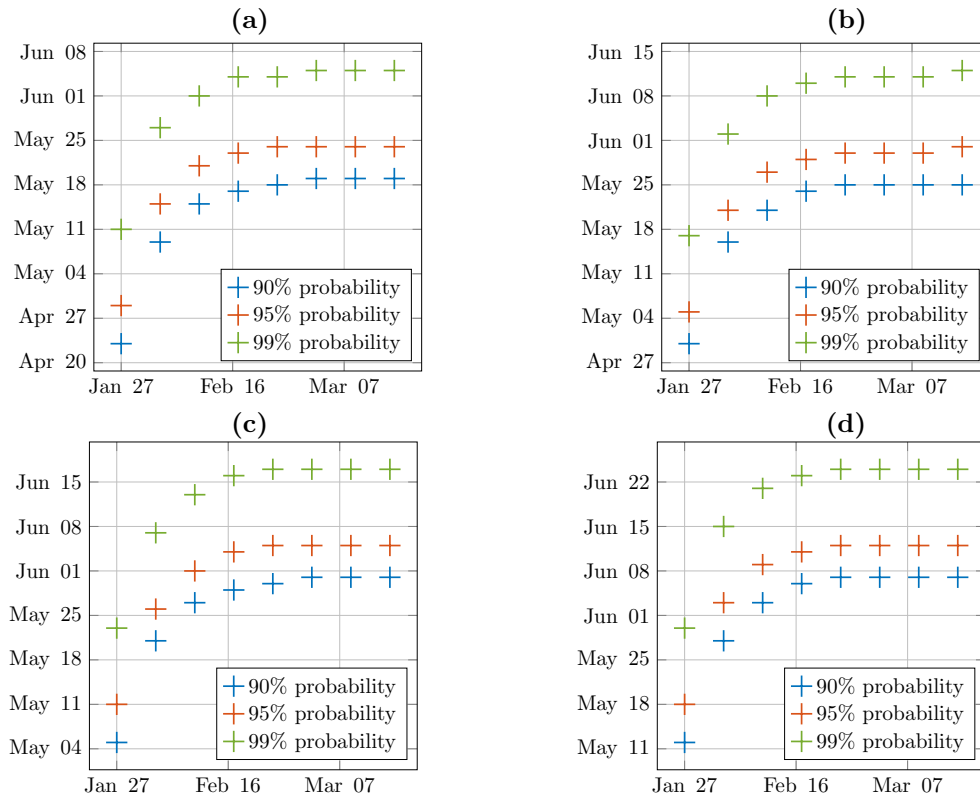 (a)
Jun 08
Jun 01
May 25
May 18
May 11
May 04
Apr 27
Apr 20
90% probability
95% probability
99% probability
Jan 27
Feb 16
Mar 07
(b)
Jun 15
Jun 08
Jun 01
May 25
May 18
May 11
May 04
Apr 27
90% probability
95% probability
99% probability
Jan 27
Feb 16
Mar 07
(c)
Jun 15
Jun 08
Jun 01
May 25
May 18
May 11
May 04
90% probability
95% probability
99% probability
Jan 27
Feb 16
Mar 07
(d)
Jun 22
Jun 15
Jun 08
Jun 01
May 25
May 18
May 11
90% probability
95% probability
99% probability
Jan 27
Feb 16
Mar 07